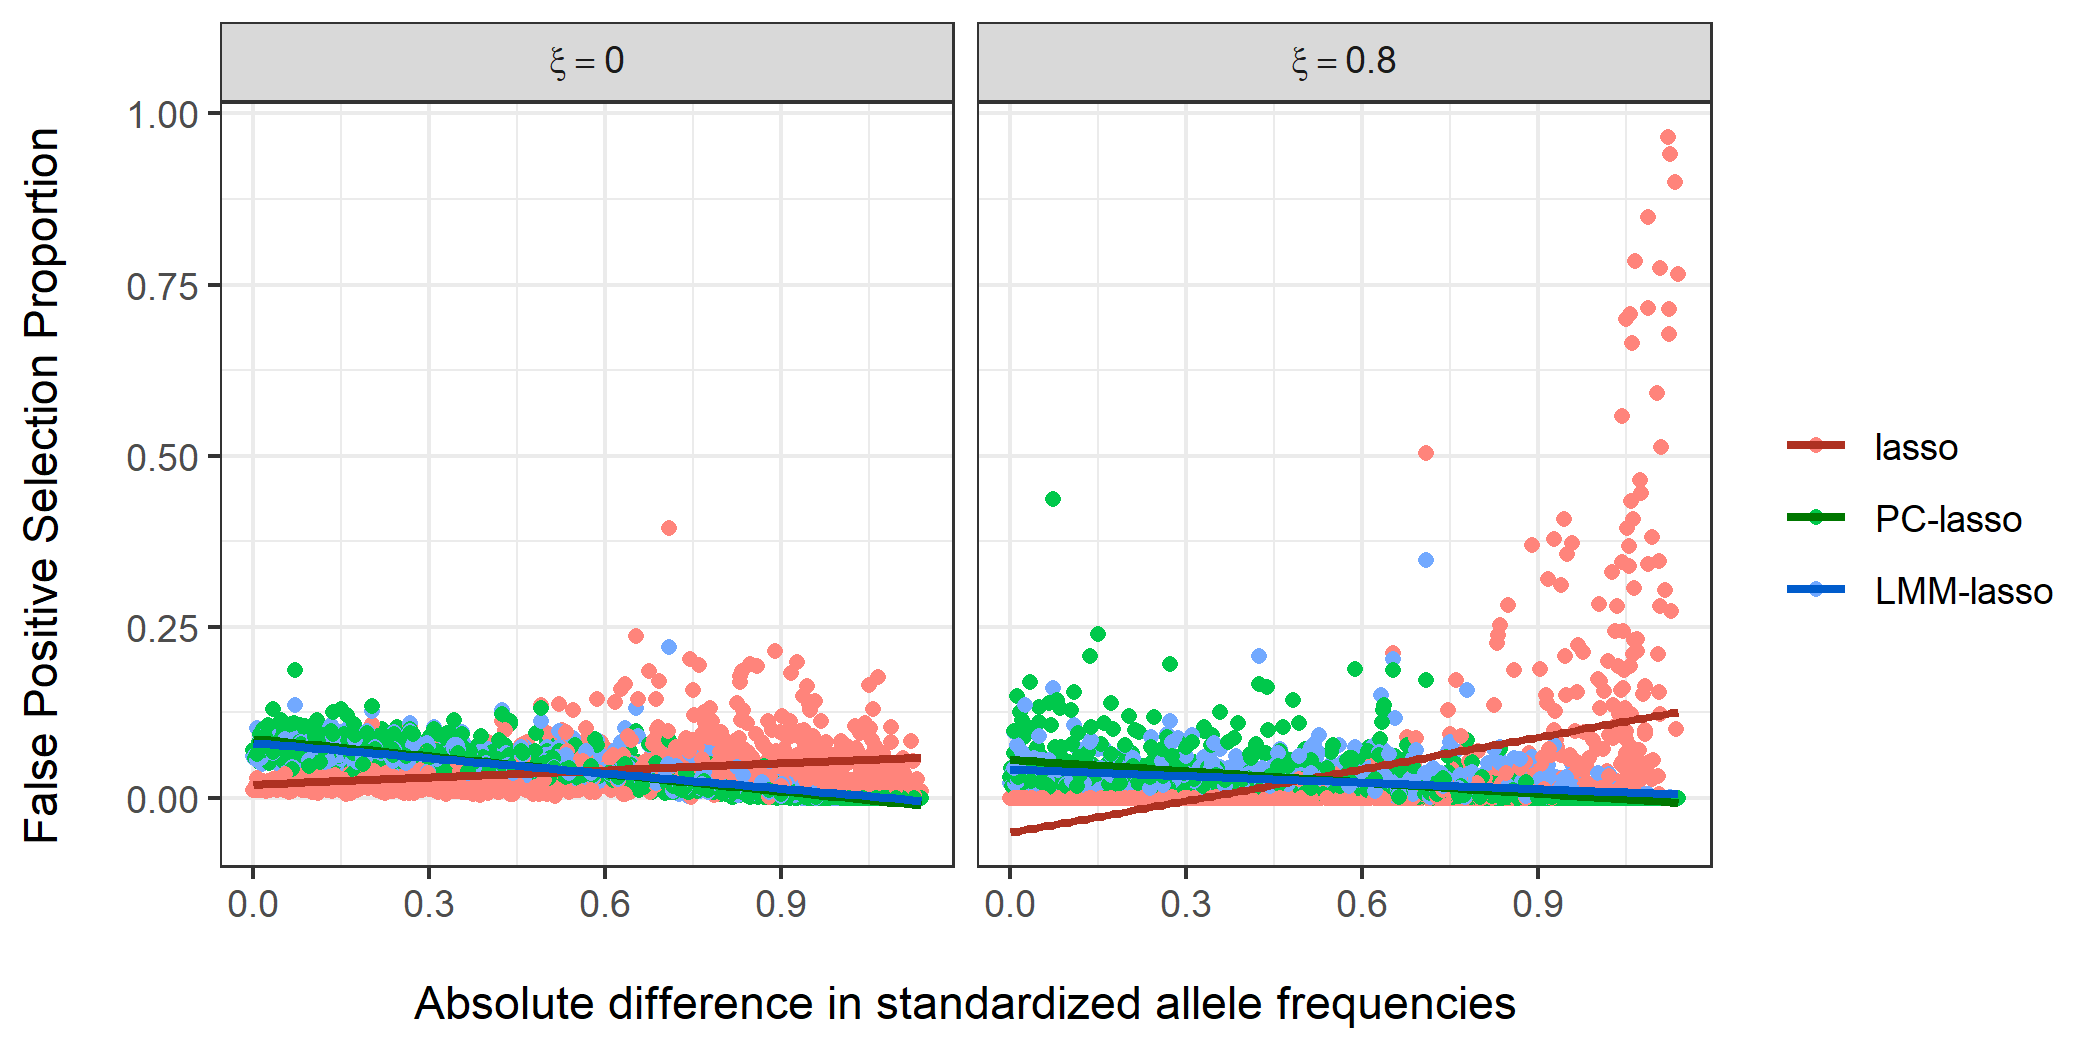 ξ = 0
ξ = 0.8
False Positive Selection Proportion
1.00
0.75
0.50
0.25
0.00
0.0 0.3 0.6 0.9
0.0 0.3 0.6 0.9
Absolute difference in standardized allele frequencies
lasso
PC-lasso
LMM-lasso